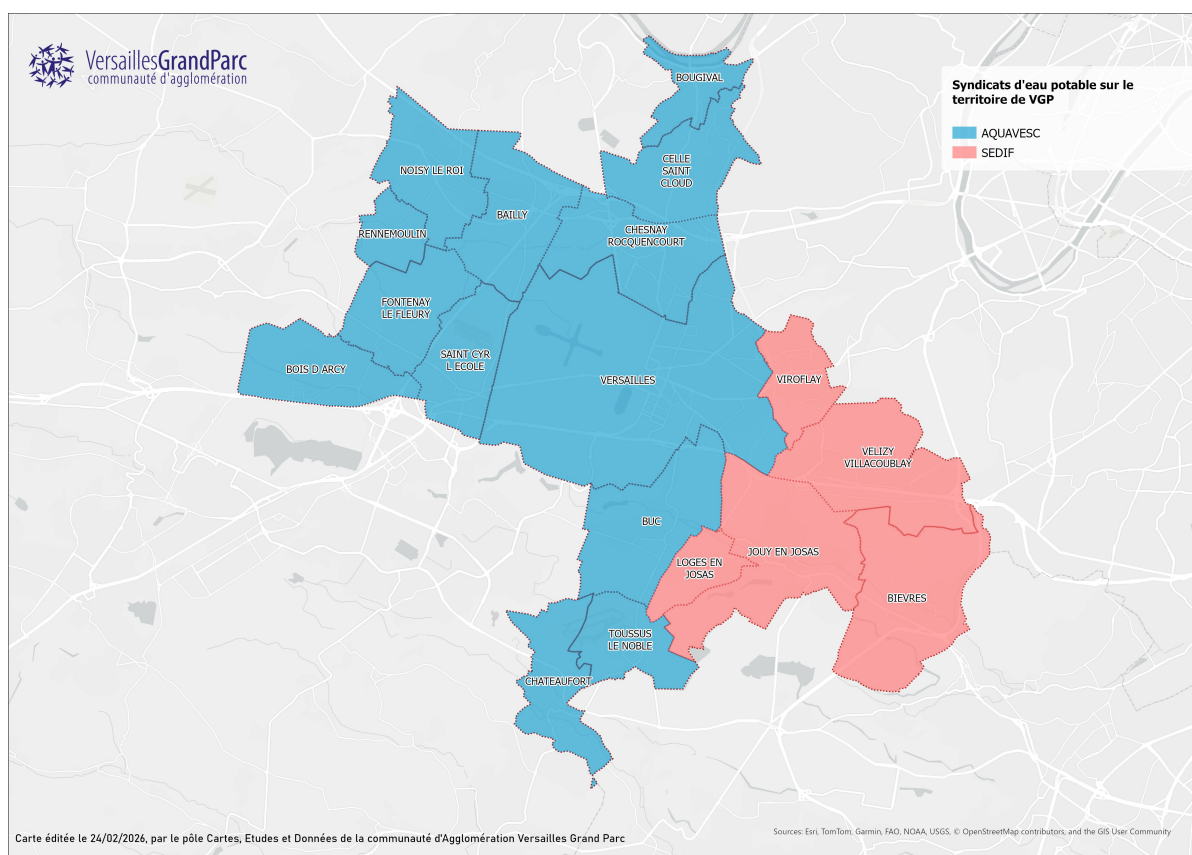 VersaillesGrandParc
communauté d'agglomération
Syndicats d'eau potable sur le
territoire de VGP
AQUAVESC
SEDIF
BOUGIVAL
CELLE
SAINT
CLOUD
NOISY LE ROI
BAILLY
RENNEMOULIN
CHESNAY
ROCQUENCOURT
FONTENAY
LE FLEURY
SAINT CYR
L ECOLE
BOIS D ARCY
VERSAILLES
VIROFLAY
VELIZY
VILLACOUBLAY
BUC
JOUY EN JOSAS
LOGES EN
JOSAS
BIEVRES
TOUSSUS
LE NOBLE
CHATEAUFORT
Carte éditée le 24/02/2026, par le pôle Cartes, Etudes et Données de la communauté d'Agglomération Versailles Grand Parc
Sources: Esri, TomTom, Garmin, FAO, NOAA, USGS, © OpenStreetMap contributors, and the GIS User Community